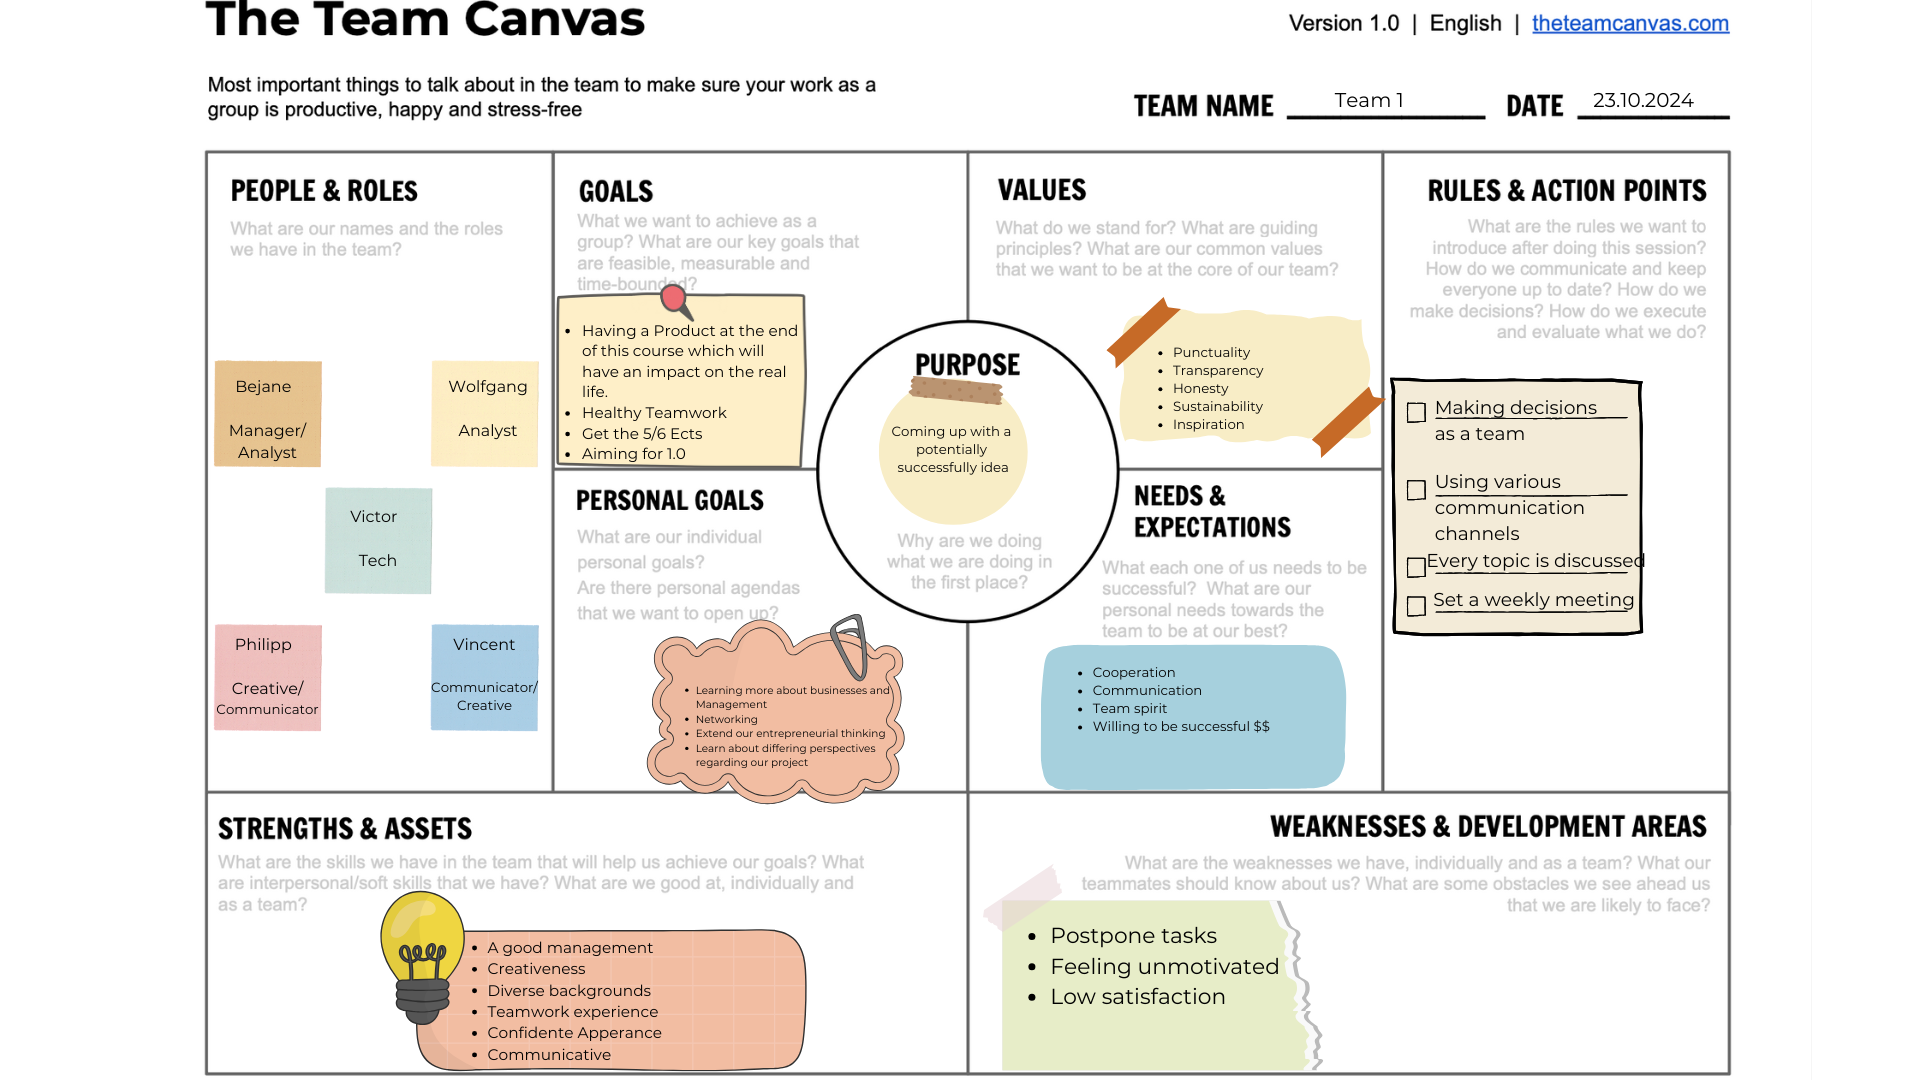 The Team Canvas
Version 1.0 | English | theteamcanvas.com
Most important things to talk about in the team to make sure your work as a
group is productive, happy and stress-free
TEAM NAME Team 1 DATE 23.10.2024
PEOPLE & ROLES
What are our names and the roles
we have in the team?
Bejane
Manager/
Analyst
Wolfgang
Analyst
Victor
Tech
Philipp
Creative/
Communicator
Vincent
Communicator/
Creative
GOALS
What we want to achieve as a
group? What are our key goals that
are feasible, measurable and
time-bounded?
• Having a Product at the end
of this course which will
have an impact on the real
life.
• Healthy Teamwork
• Get the 5/6 Ects
• Aiming for 1.0
PERSONAL GOALS
What are our individual
personal goals?
Are there personal agendas
that we want to open up?
• Learning more about businesses and
Management
• Networking
• Extend our entrepreneurial thinking
• Learn about differing perspectives
regarding our project
PURPOSE
Coming up with a
potentially
successfully idea
Why are we doing
what we are doing in
the first place?
VALUES
What do we stand for? What are guiding
principles? What are our common values
that we want to be at the core of our team?
• Punctuality
• Transparency
• Honesty
• Sustainability
• Inspiration
NEEDS &
EXPECTATIONS
What each one of us needs to be
successful? What are our
personal needs towards the
team to be at our best?
• Cooperation
• Communication
• Team spirit
• Willing to be successful $$
RULES & ACTION POINTS
What are the rules we want to
introduce after doing this session?
How do we communicate and keep
everyone up to date? How do we
make decisions? How do we execute
and evaluate what we do?
Making decisions
as a team
Using various
communication
channels
Every topic is discussed
Set a weekly meeting
STRENGTHS & ASSETS
What are the skills we have in the team that will help us achieve our goals? What
are interpersonal/soft skills that we have? What are we good at, individually and
as a team?
• A good management
• Creativeness
• Diverse backgrounds
• Teamwork experience
• Confidente Apperance
• Communicative
WEAKNESSES & DEVELOPMENT AREAS
What are the weaknesses we have, individually and as a team? What our
teammates should know about us? What are some obstacles we see ahead us
that we are likely to face?
• Postpone tasks
• Feeling unmotivated
• Low satisfaction